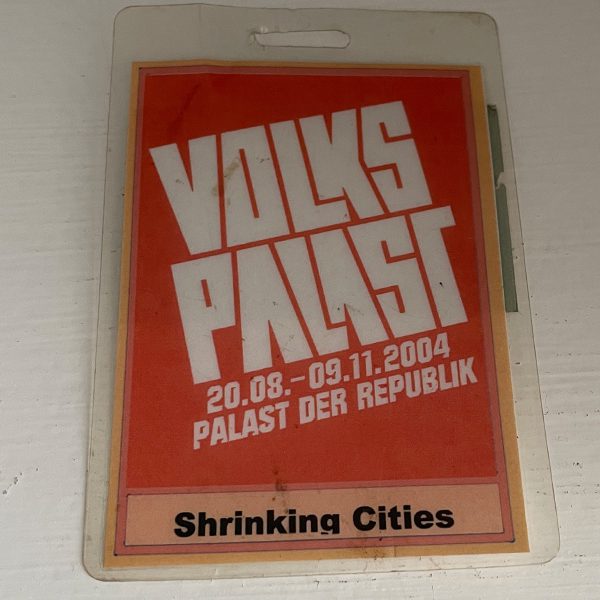 VOLKS
PALAST
20.08.–09.11.2004
PALAST DER REPUBLIK
Shrinking Cities